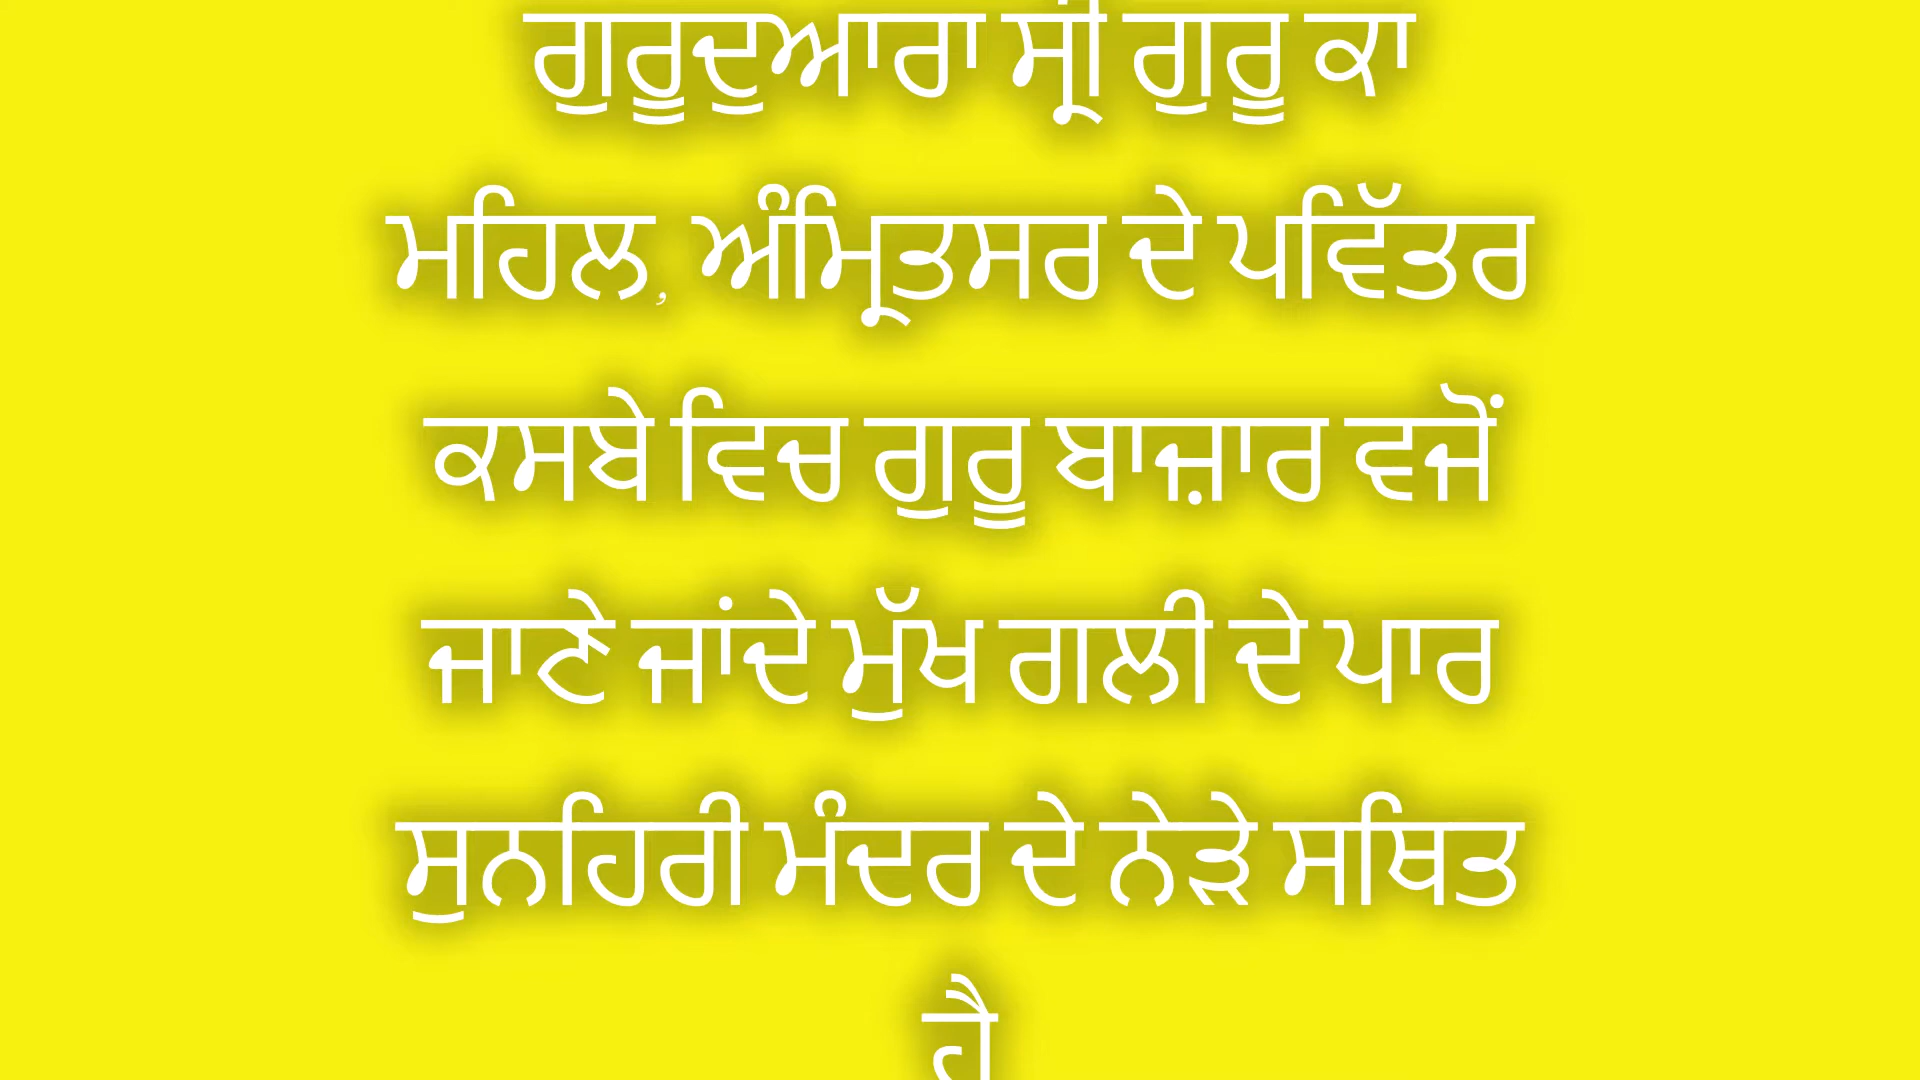 ਗੁਰੂਦੁਆਰਾ ਸ੍ਰੀ ਗੁਰੂ ਕਾ
ਮਹਿਲ, ਅੰਮ੍ਰਿਤਸਰ ਦੇ ਪਵਿੱਤਰ
ਕਸਬੇ ਵਿਚ ਗੁਰੂ ਬਾਜ਼ਾਰ ਵਜੋਂ
ਜਾਣੇ ਜਾਂਦੇ ਮੁੱਖ ਗਲੀ ਦੇ ਪਾਰ
ਸੁਨਹਿਰੀ ਮੰਦਰ ਦੇ ਨੇੜੇ ਸਥਿਤ
ਹੈ